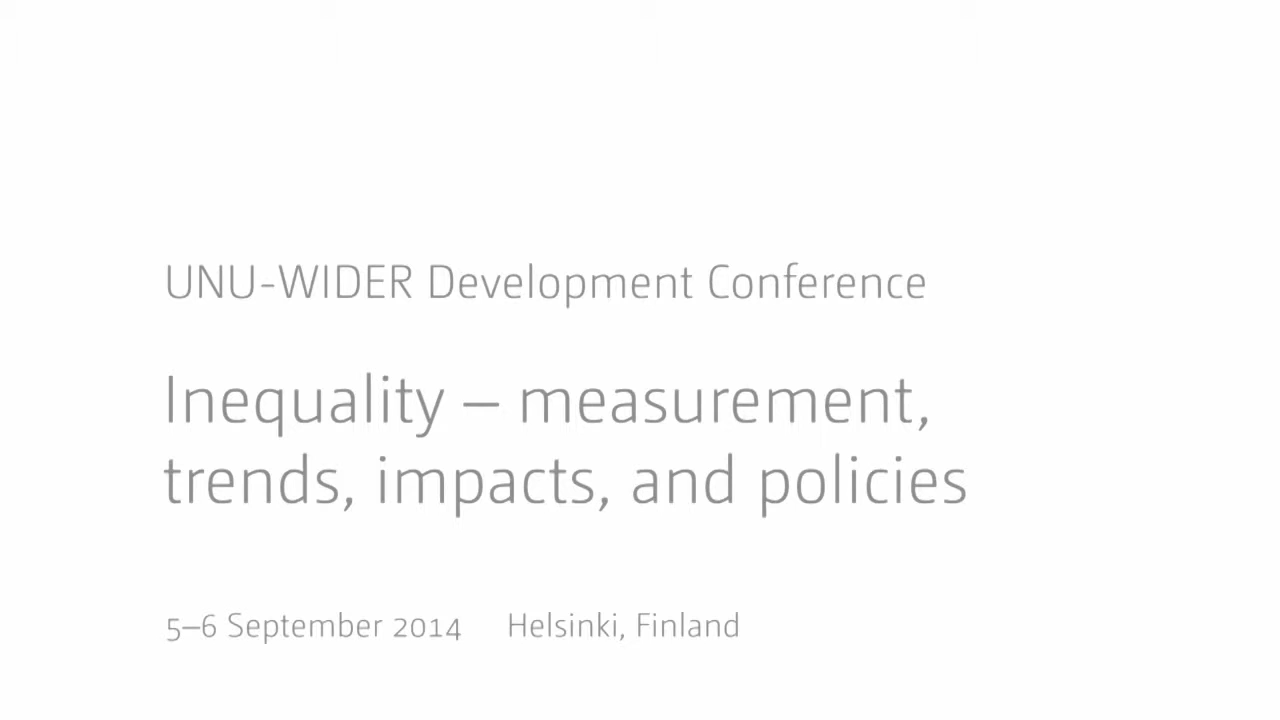 UNU-WIDER Development Conference
Inequality – measurement,
trends, impacts, and policies
5–6 September 2014 Helsinki, Finland